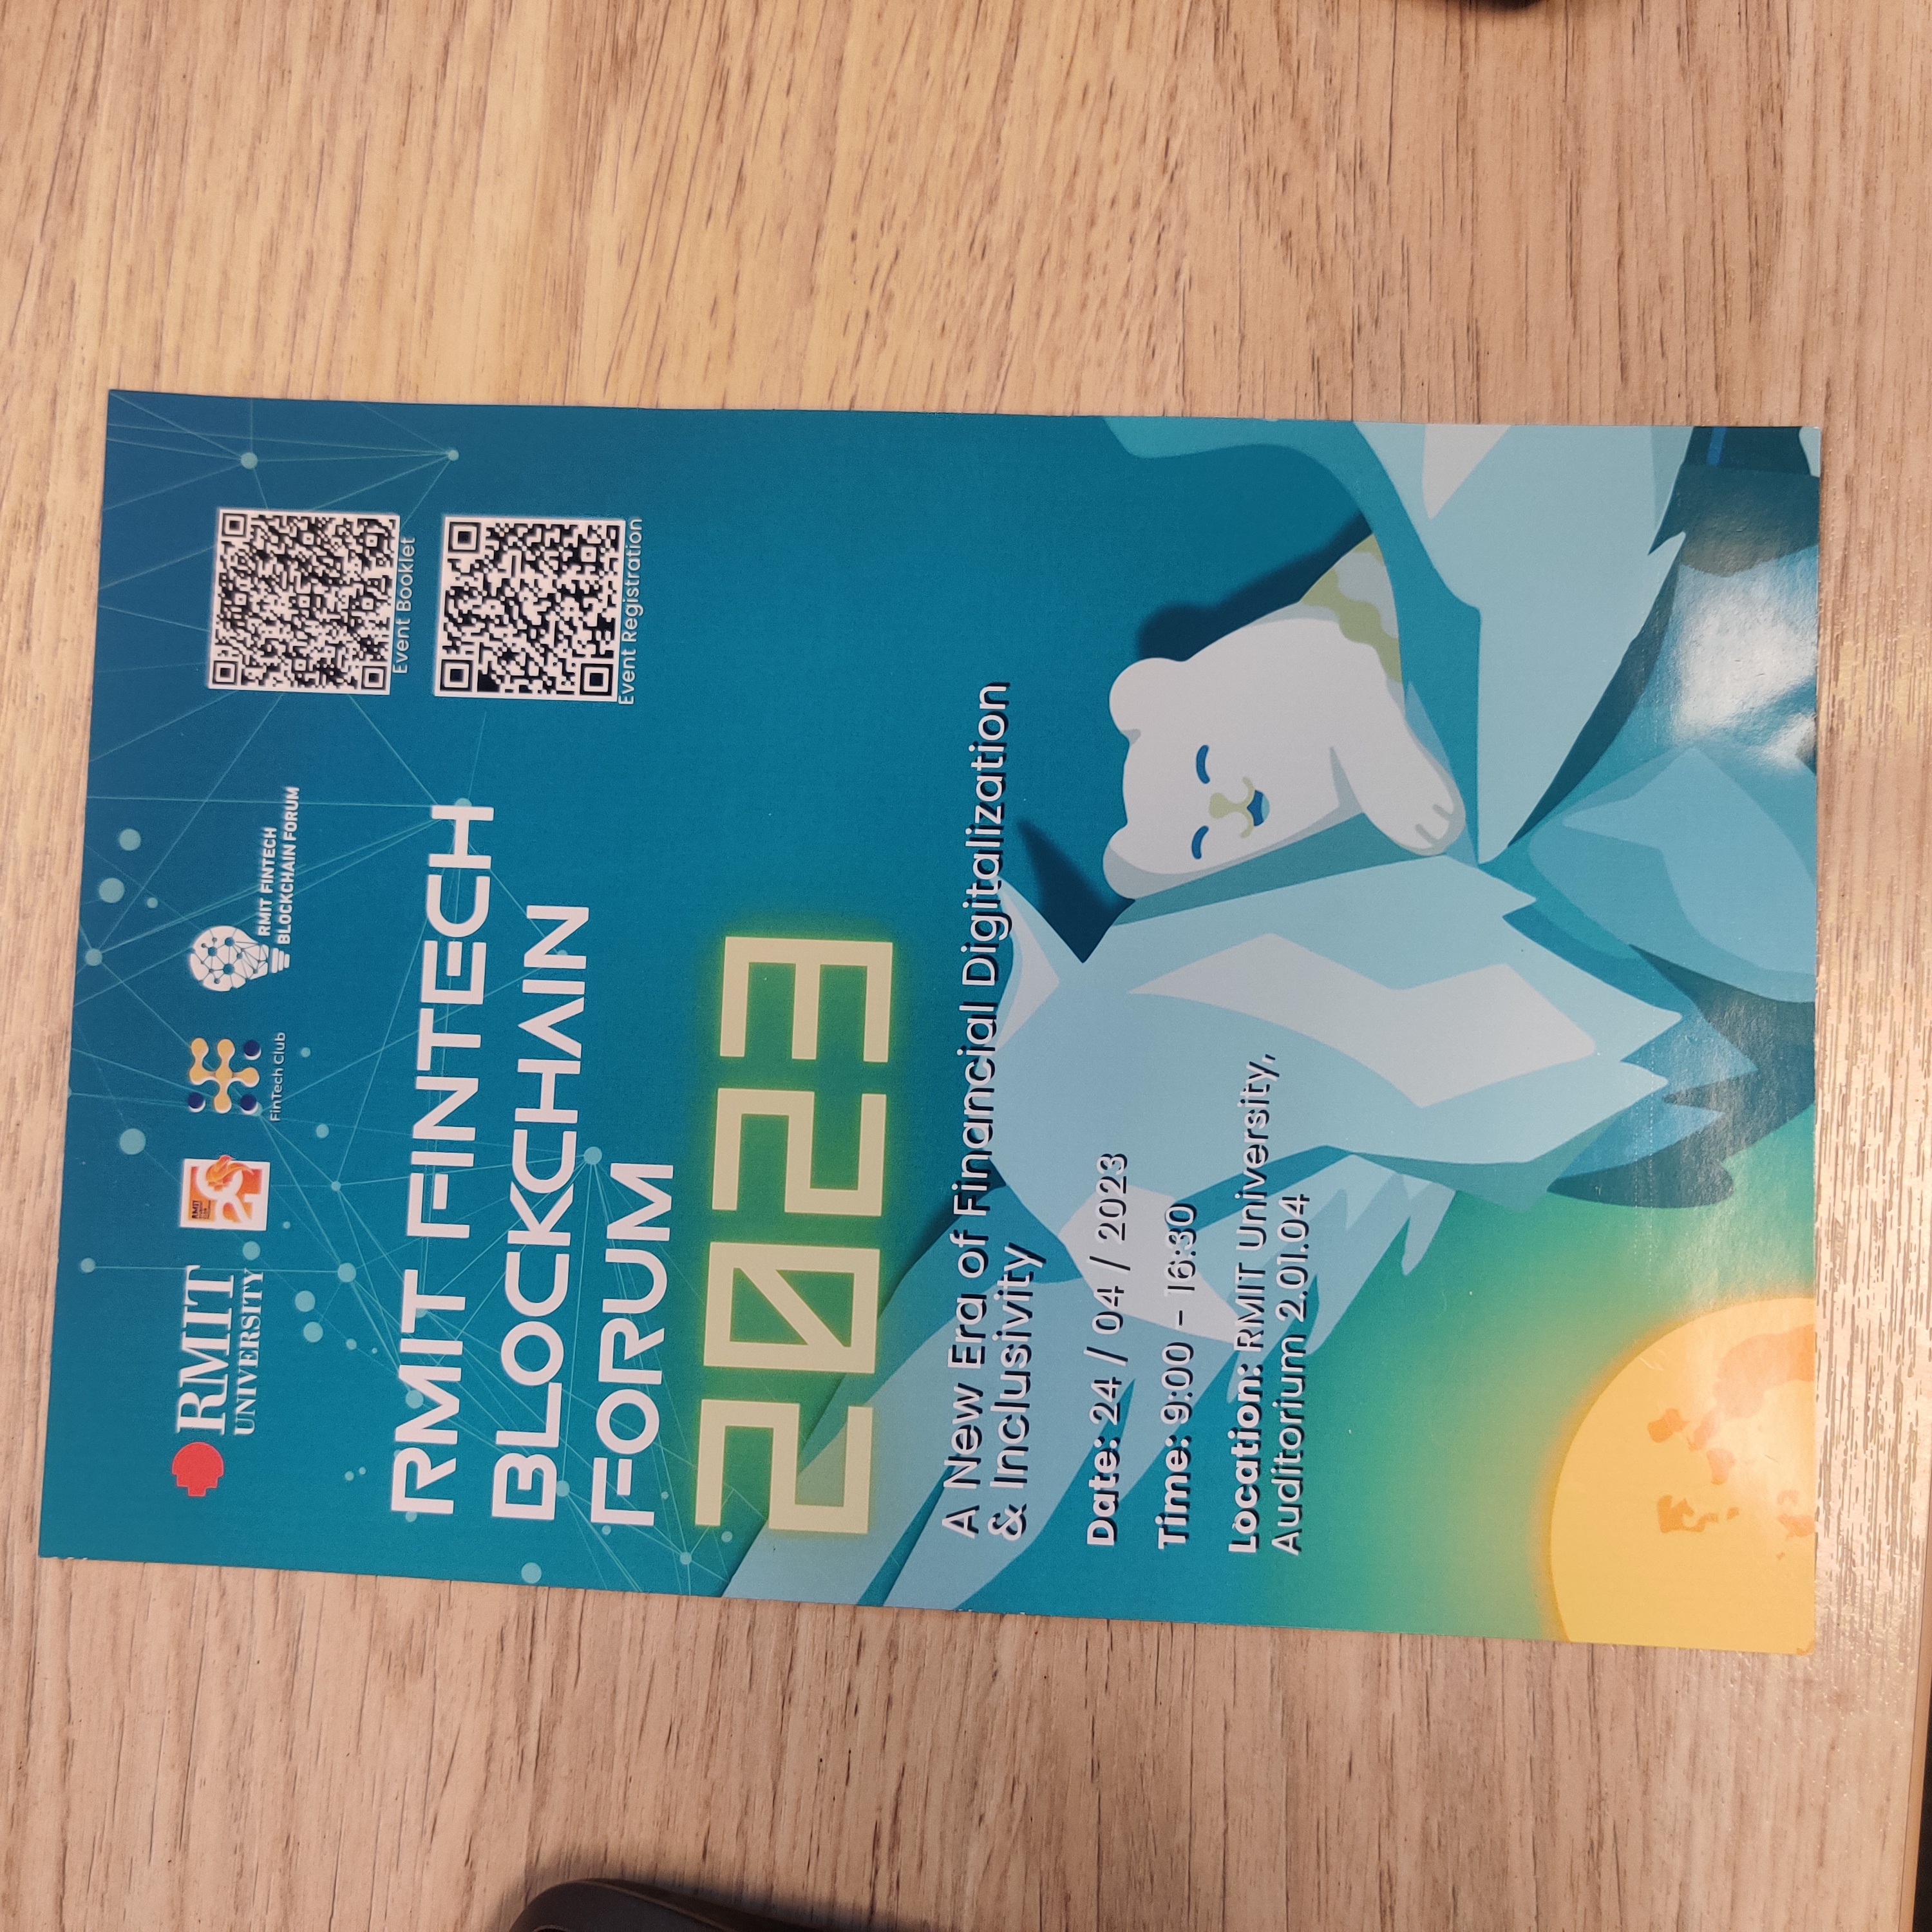 RMIT
UNIVERSITY
RMIT
FinTech Club
RMIT FINTECH
BLOCKCHAIN FORUM
Event Booklet
Event Registration
RMIT FINTECH
BLOCKCHAIN
FORUM
2023
A New Era of Financial Digitalization
& Inclusivity
Date: 24 / 04 / 2023
Time: 9:00 - 16:30
Location: RMIT University,
Auditorium 2.01.04